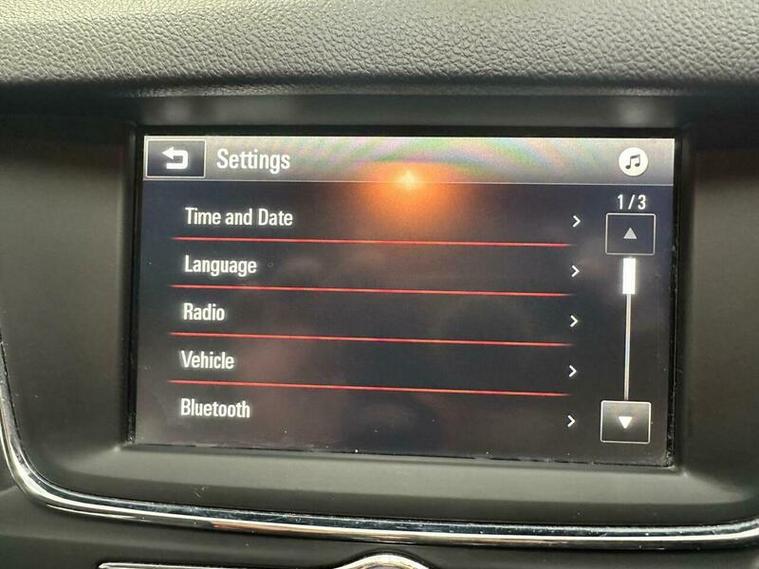 Settings
1/3
Time and Date
Language
Radio
Vehicle
Bluetooth